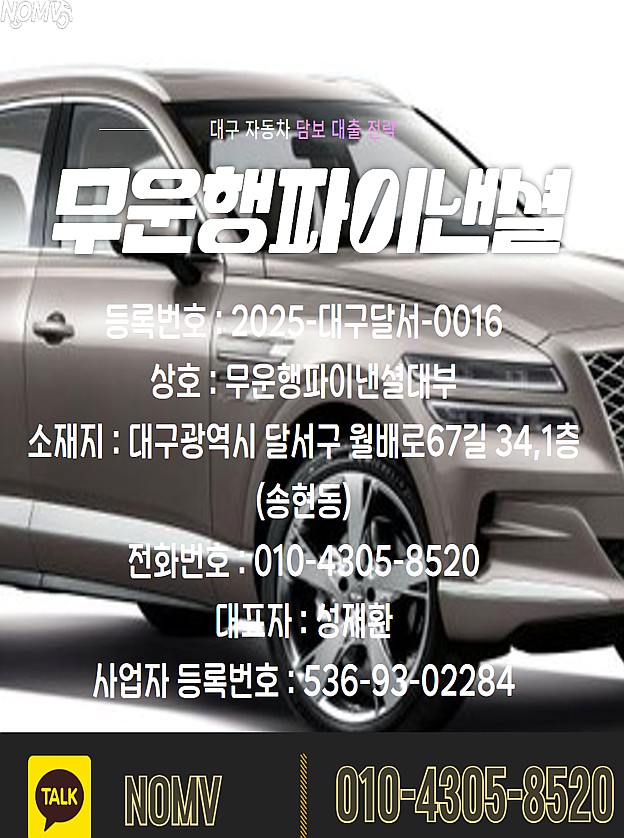 NOMV
대구 자동차 담보 대출 전략
무운행파이낸셜
등록번호 : 2025-대구달서-0016
상호 : 무운행파이낸셜대부
소재지 : 대구광역시 달서구 월배로67길 34,1층
(송현동)
전화번호 : 010-4305-8520
대표자 : 성재환
사업자 등록번호 : 536-93-02284
TALK NOMV 010-4305-8520